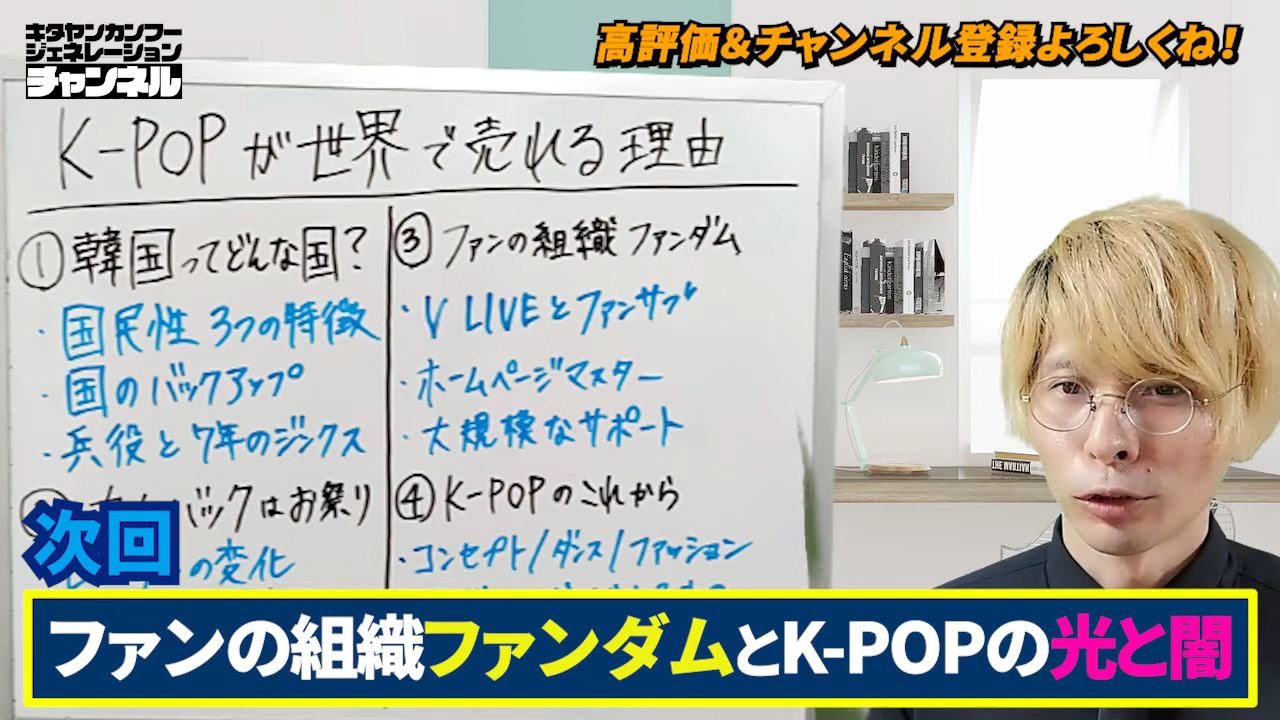 キタヤンカンフー
ジェネレーション
チャンネル
高評価&チャンネル登録よろしくね!
K-POPが世界で売れる理由
①韓国ってどんな国?
・国民性 3つの特徴
・国のバックアップ
・兵役と7年のジンクス
バックはお祭り
の変化
③ファンの組織 ファンダム
・V LIVEとファンサブ
・ホームページマスター
・大規模なサポート
④K-POPのこれから
・コンセプト/ダンス/ファッション
次回
ファンの組織ファンダムとK-POPの光と闇